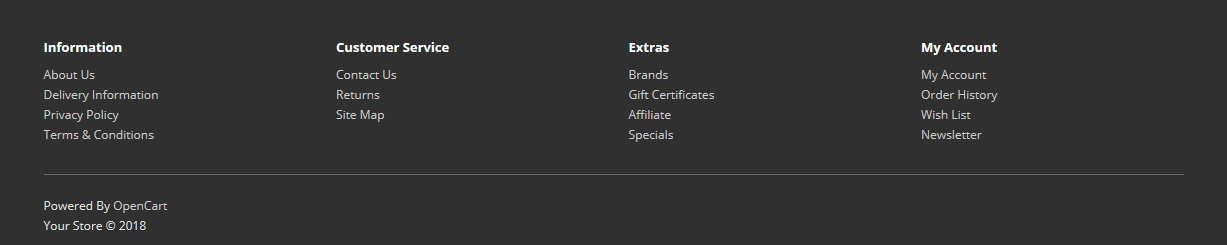 Information
About Us
Delivery Information
Privacy Policy
Terms & Conditions
Customer Service
Contact Us
Returns
Site Map
Extras
Brands
Gift Certificates
Affiliate
Specials
My Account
My Account
Order History
Wish List
Newsletter
Powered By OpenCart
Your Store © 2018